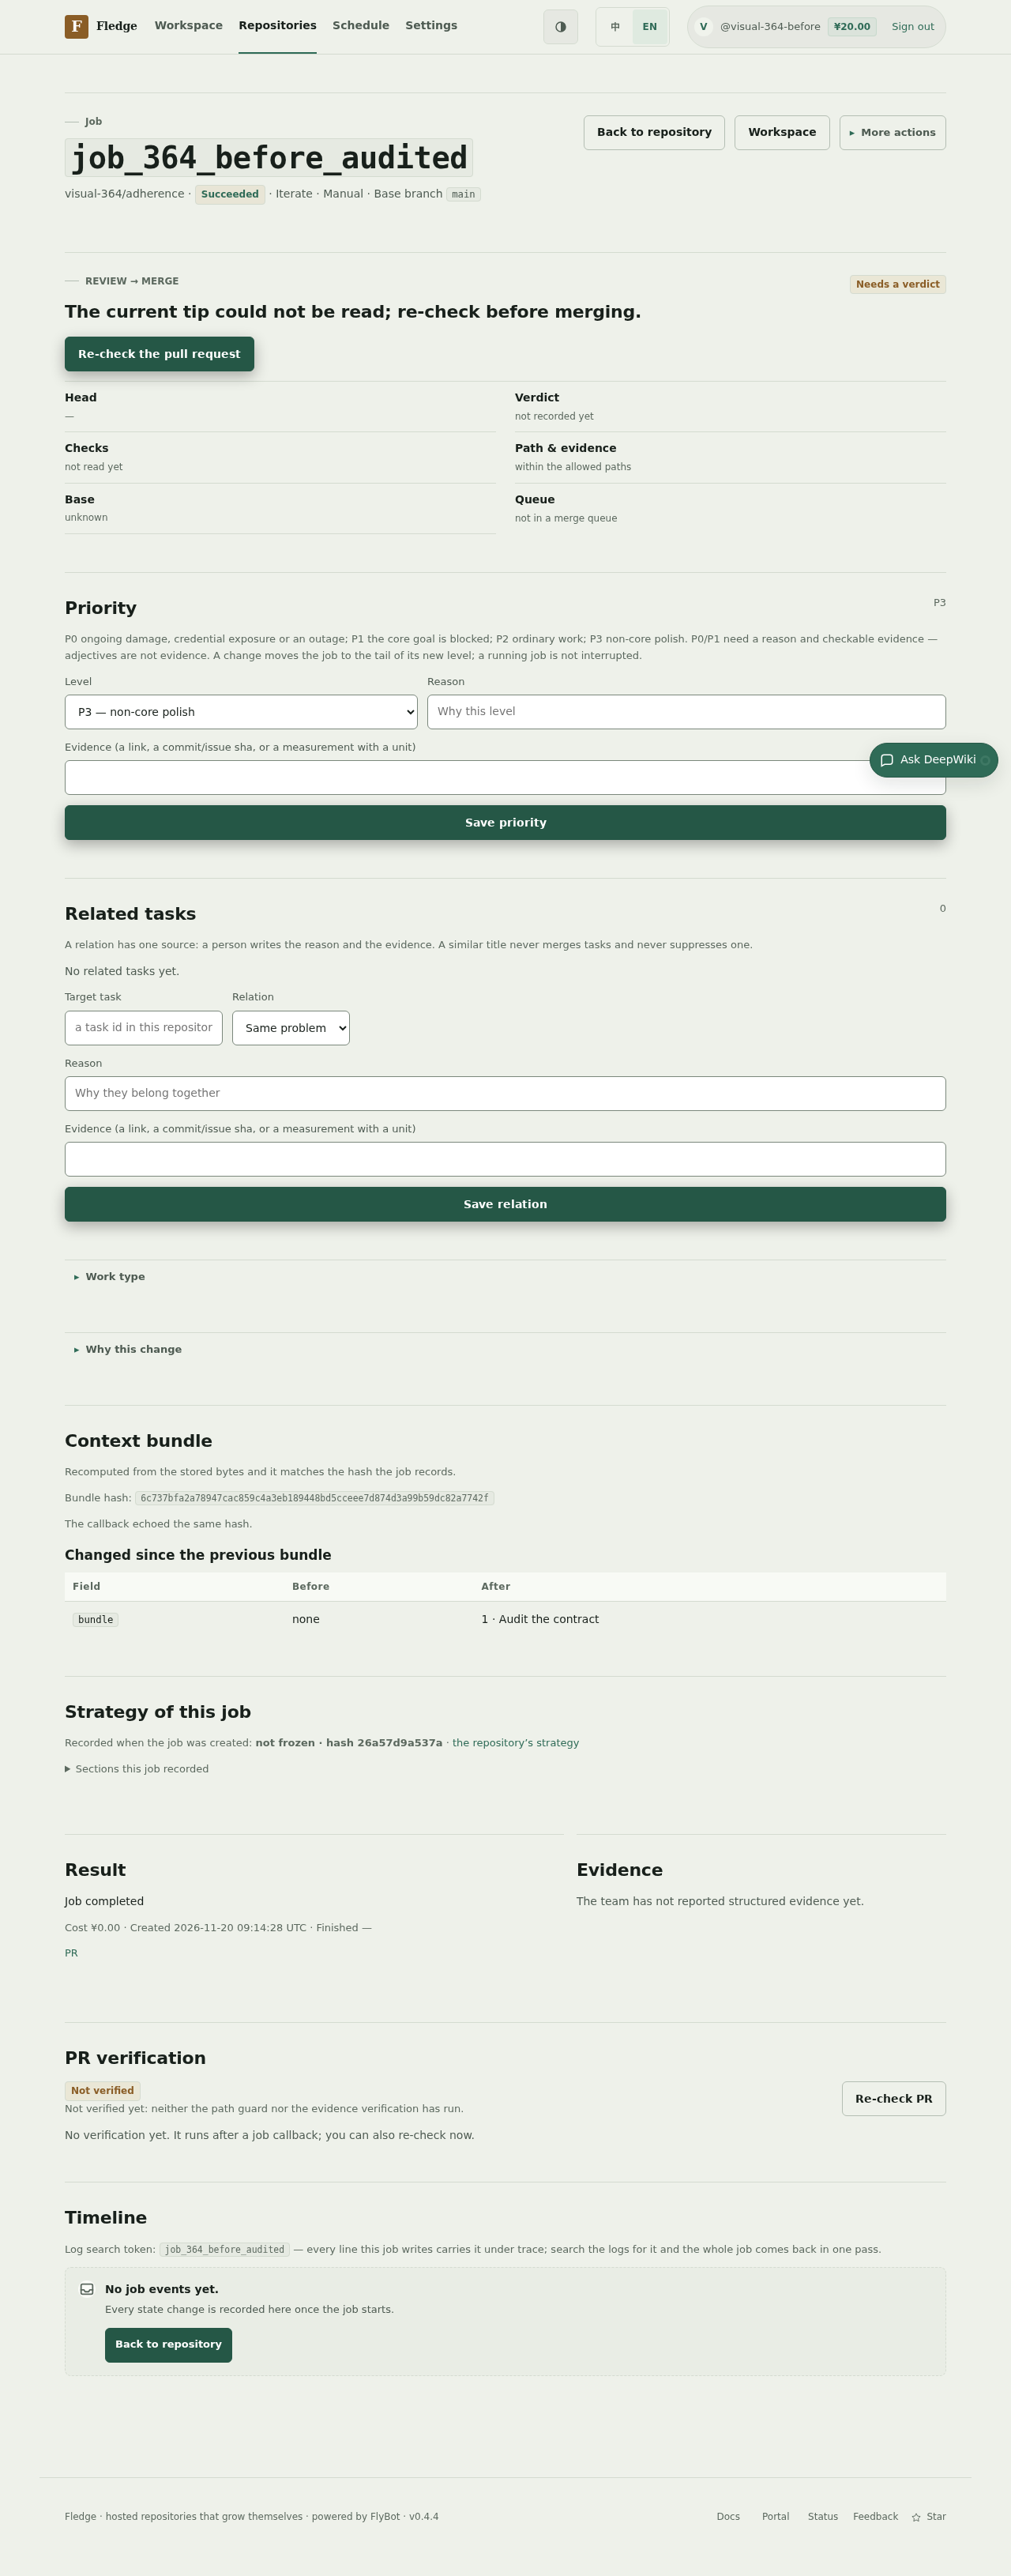 F Fledge Workspace Repositories Schedule Settings 中 EN V @visual-364-before ¥20.00 Sign out
Job
job_364_before_audited
visual-364/adherence · Succeeded · Iterate · Manual · Base branch main
Back to repository Workspace ▸ More actions
REVIEW → MERGE
Needs a verdict
The current tip could not be read; re-check before merging.
Re-check the pull request
Head
—
Verdict
not recorded yet
Checks
not read yet
Path & evidence
within the allowed paths
Base
unknown
Queue
not in a merge queue
Priority
P3
P0 ongoing damage, credential exposure or an outage; P1 the core goal is blocked; P2 ordinary work; P3 non-core polish. P0/P1 need a reason and checkable evidence —
adjectives are not evidence. A change moves the job to the tail of its new level; a running job is not interrupted.
Level
P3 — non-core polish
Reason
Why this level
Evidence (a link, a commit/issue sha, or a measurement with a unit)
Ask DeepWiki
Save priority
Related tasks
0
A relation has one source: a person writes the reason and the evidence. A similar title never merges tasks and never suppresses one.
No related tasks yet.
Target task
a task id in this repositor
Relation
Same problem
Reason
Why they belong together
Evidence (a link, a commit/issue sha, or a measurement with a unit)
Save relation
▸ Work type
▸ Why this change
Context bundle
Recomputed from the stored bytes and it matches the hash the job records.
Bundle hash: 6c737bfa2a78947cac859c4a3eb189448bd5cceee7d874d3a99b59dc82a7742f
The callback echoed the same hash.
Changed since the previous bundle
Field Before After
bundle none 1 · Audit the contract
Strategy of this job
Recorded when the job was created: not frozen · hash 26a57d9a537a · the repository’s strategy
▸ Sections this job recorded
Result
Job completed
Cost ¥0.00 · Created 2026-11-20 09:14:28 UTC · Finished —
PR
Evidence
The team has not reported structured evidence yet.
PR verification
Not verified
Not verified yet: neither the path guard nor the evidence verification has run.
Re-check PR
No verification yet. It runs after a job callback; you can also re-check now.
Timeline
Log search token: job_364_before_audited — every line this job writes carries it under trace; search the logs for it and the whole job comes back in one pass.
No job events yet.
Every state change is recorded here once the job starts.
Back to repository
Fledge · hosted repositories that grow themselves · powered by FlyBot · v0.4.4
Docs Portal Status Feedback Star